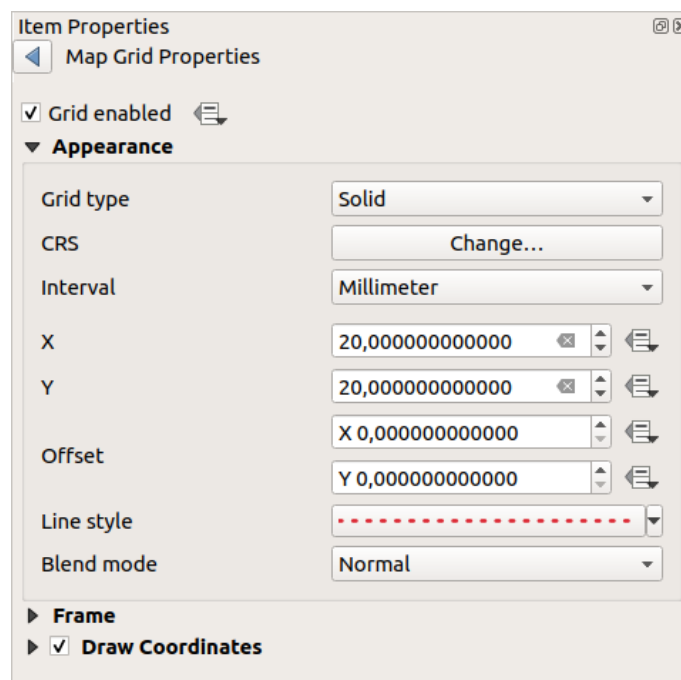 Item Properties
Map Grid Properties
Grid enabled
Appearance
Grid type Solid
CRS Change...
Interval Millimeter
X 20,000000000000
Y 20,000000000000
Offset X 0,000000000000
Y 0,000000000000
Line style
Blend mode Normal
Frame
Draw Coordinates